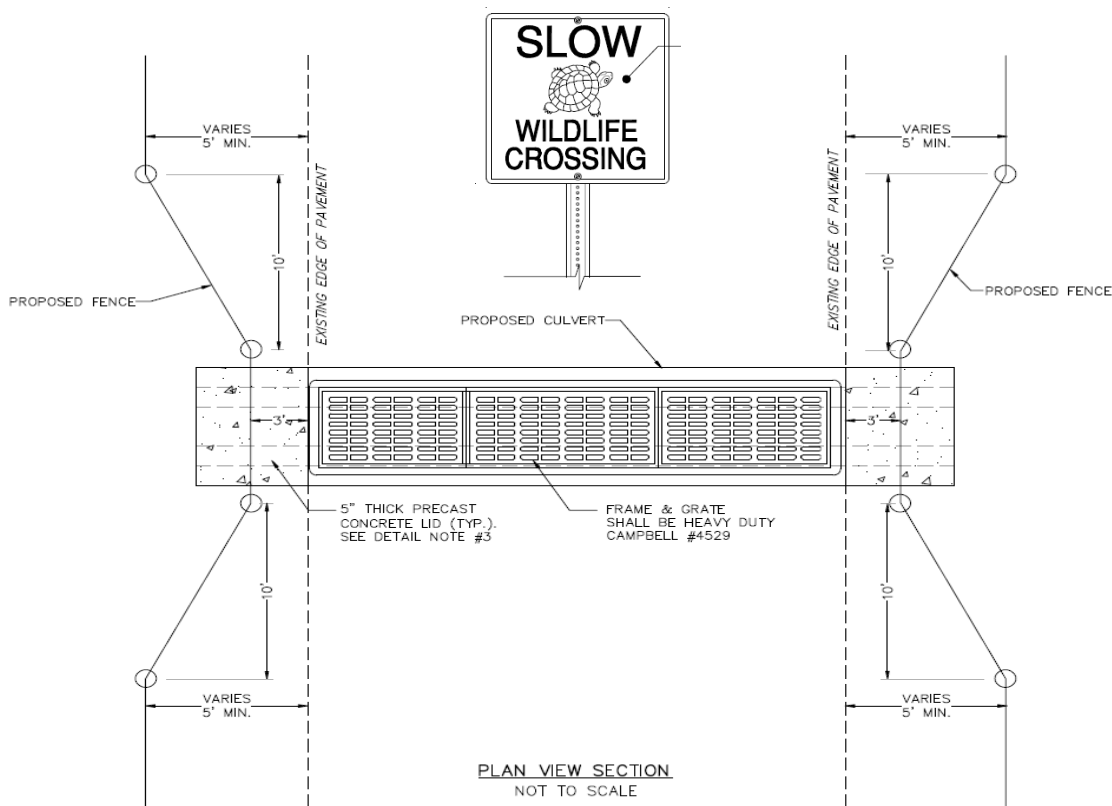 SLOW
WILDLIFE
CROSSING
VARIES
5' MIN.
VARIES
5' MIN.
EXISTING EDGE OF PAVEMENT
EXISTING EDGE OF PAVEMENT
10'
10'
PROPOSED FENCE
PROPOSED FENCE
PROPOSED CULVERT
3'
3'
5" THICK PRECAST
CONCRETE LID (TYP.).
SEE DETAIL NOTE #3
FRAME & GRATE
SHALL BE HEAVY DUTY
CAMPBELL #4529
10'
10'
VARIES
5' MIN.
VARIES
5' MIN.
PLAN VIEW SECTION
NOT TO SCALE